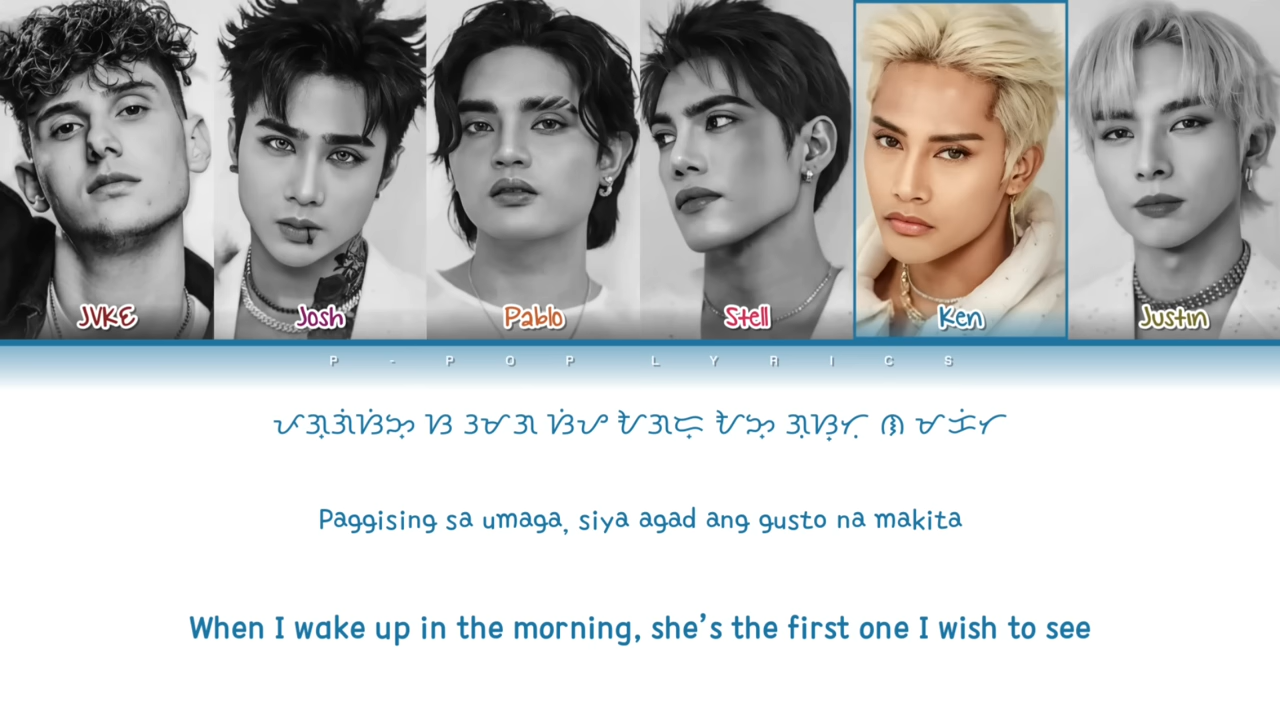 JVKE
Josh
Pablo
Stell
Ken
Justin
P - POP LYRICS
Paggising sa umaga, siya agad ang gusto na makita
When I wake up in the morning, she’s the first one I wish to see